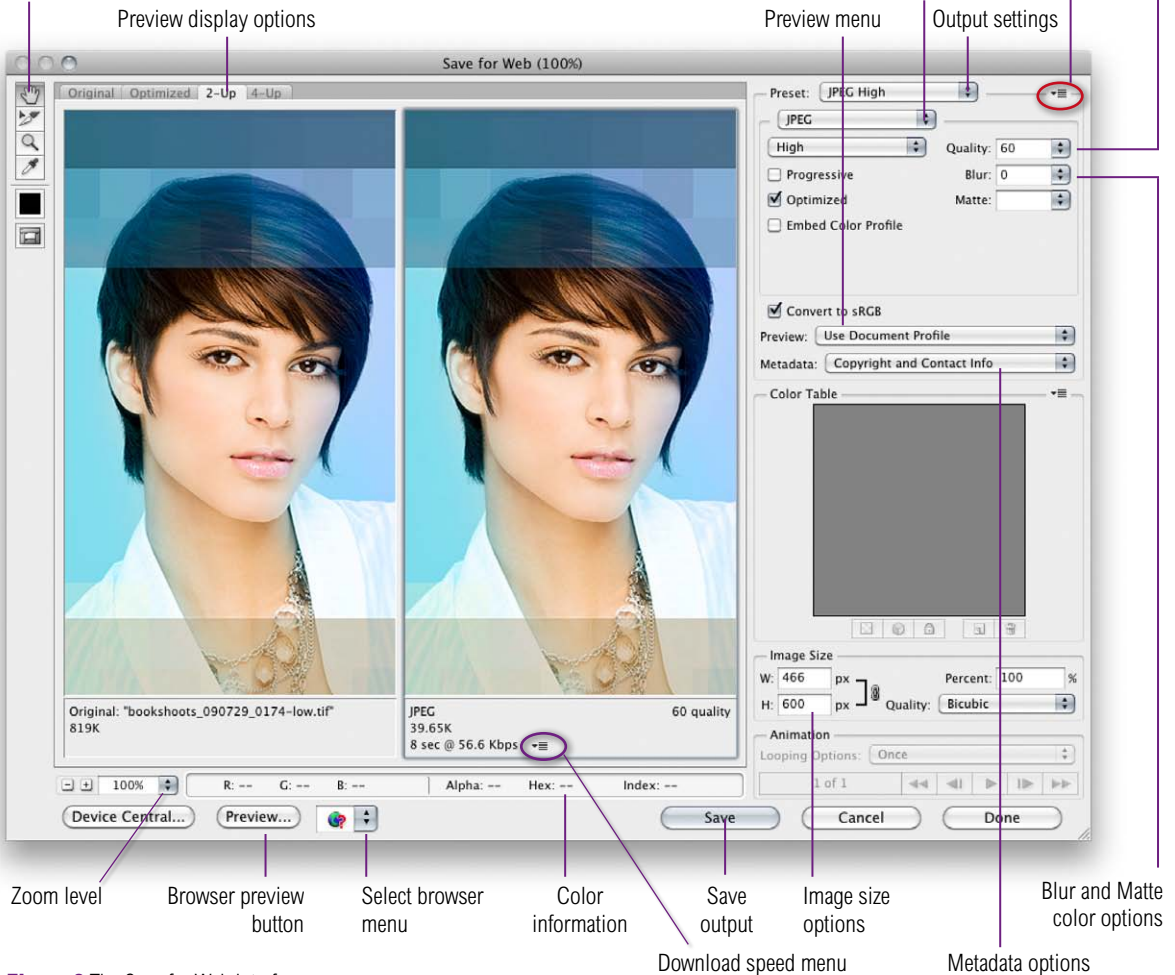 Preview display options
Preview menu
Output settings
Save for Web (100%)
Original
Optimized
2-Up
4-Up
Preset: JPEG High
JPEG
High
Quality: 60
Progressive
Blur: 0
Optimized
Matte:
Embed Color Profile
Convert to sRGB
Preview: Use Document Profile
Metadata: Copyright and Contact Info
Color Table
Image Size
W: 466 px
Percent: 100 %
H: 600 px
Quality: Bicubic
Original: "bookshoots_090729_0174-low.tif"
819K
JPEG
60 quality
39.65K
8 sec @ 56.6 Kbps
Animation
Looping Options: Once
1 of 1
100%
R: --
G: --
B: --
Alpha: --
Hex: --
Index: --
Device Central...
Preview...
Save
Cancel
Done
Zoom level
Browser preview
button
Select browser
menu
Color
information
Save
output
Image size
options
Blur and Matte
color options
Download speed menu
Metadata options